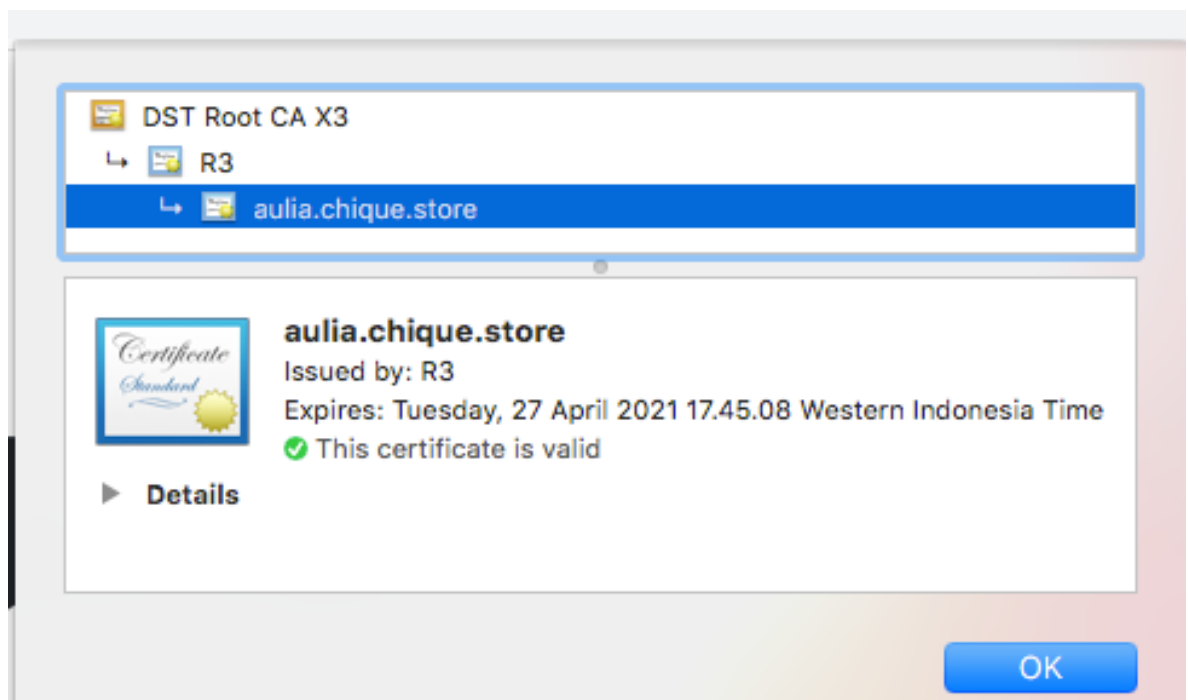 DST Root CA X3
R3
aulia.chique.store
Certificate
Standard
aulia.chique.store
Issued by: R3
Expires: Tuesday, 27 April 2021 17.45.08 Western Indonesia Time
This certificate is valid
Details
OK